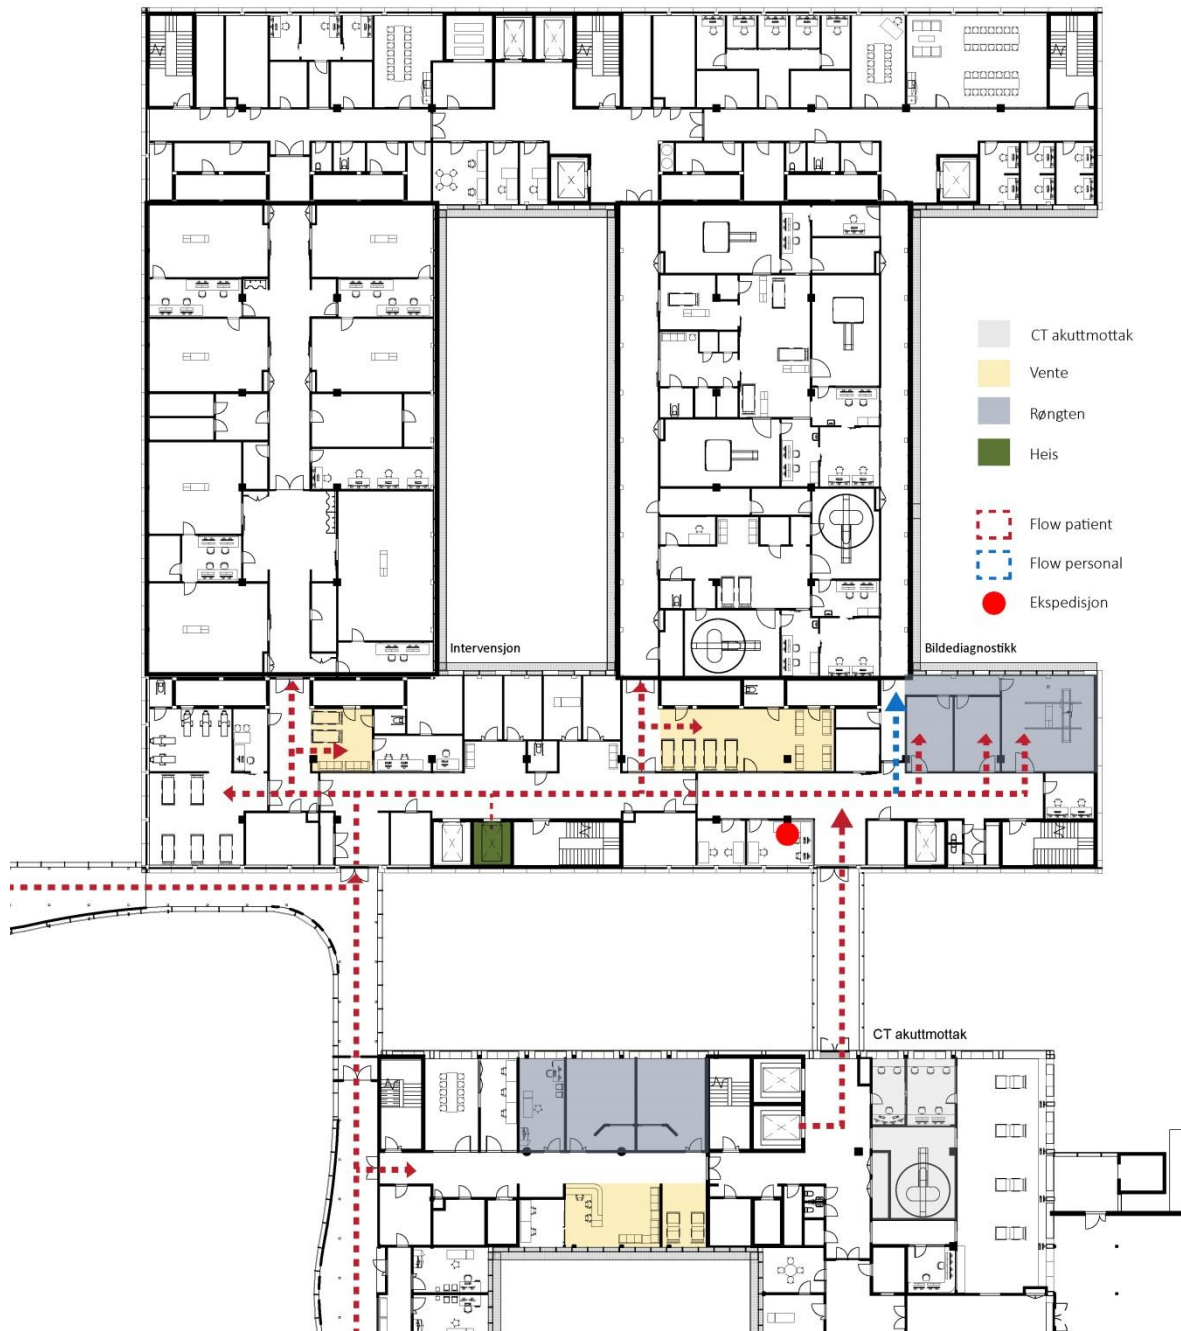 CT akuttmottak
Vente
Røngten
Heis
Flow patient
Flow personal
Ekspedisjon
Intervensjon
Bildediagnostikk
CT akuttmottak